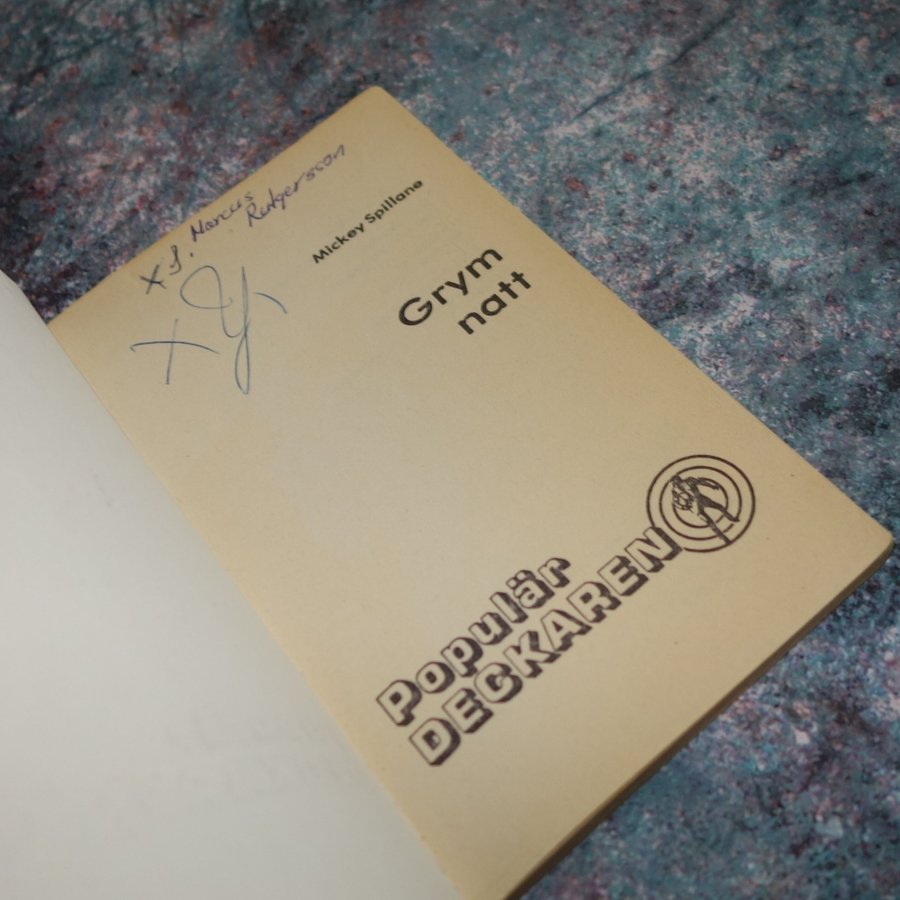 X J. Marcus
Rutgersson
X
Mickey Spillane
Grym
natt
Populär
DECKAREN